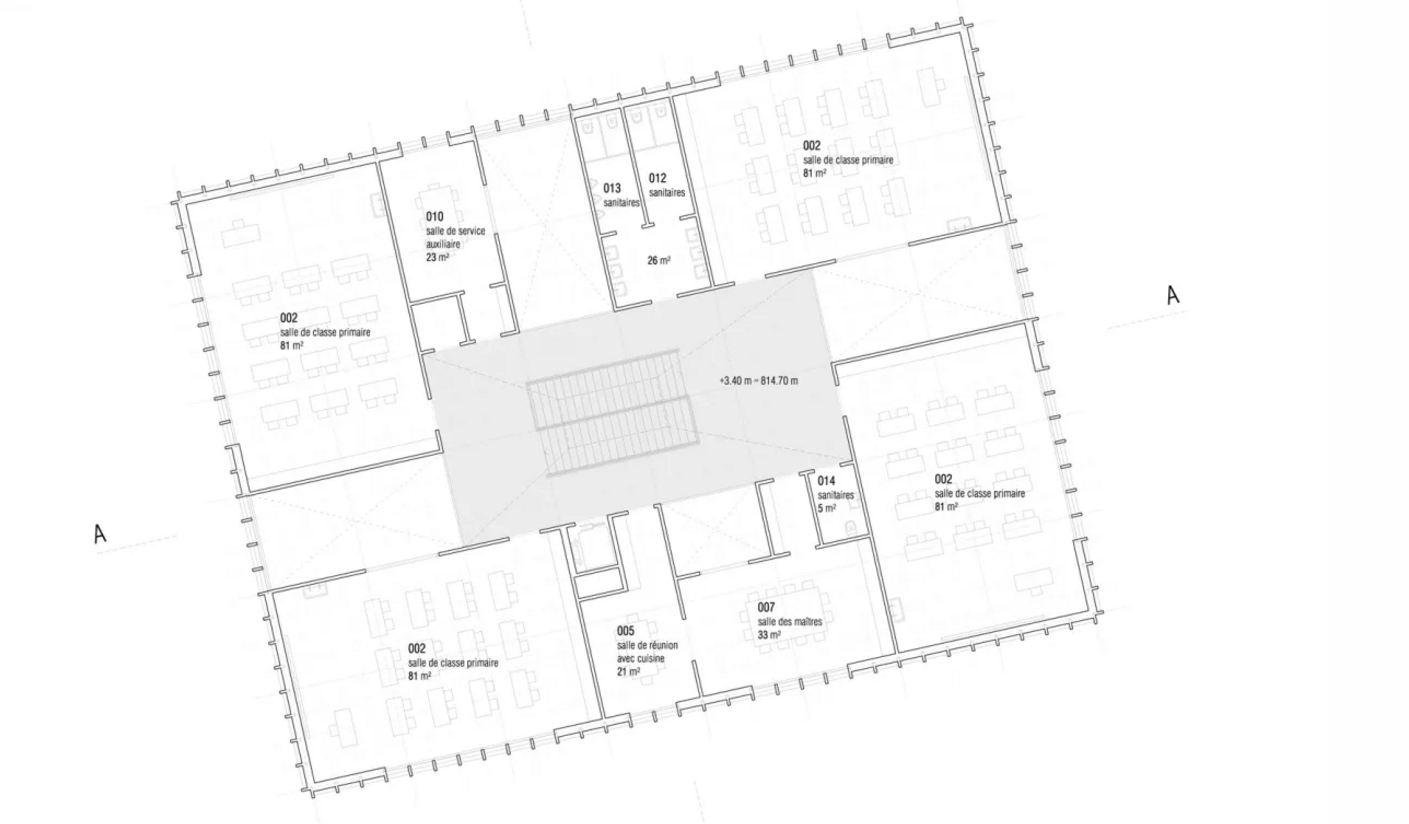 002
salle de classe primaire
81 m²
013
sanitaires
012
sanitaires
26 m²
010
salle de service
auxiliaire
23 m²
A
002
salle de classe primaire
81 m²
+3.40 m = 814.70 m
014
sanitaires
5 m²
002
salle de classe primaire
81 m²
A
007
salle des maîtres
33 m²
005
salle de réunion
avec cuisine
21 m²
002
salle de classe primaire
81 m²